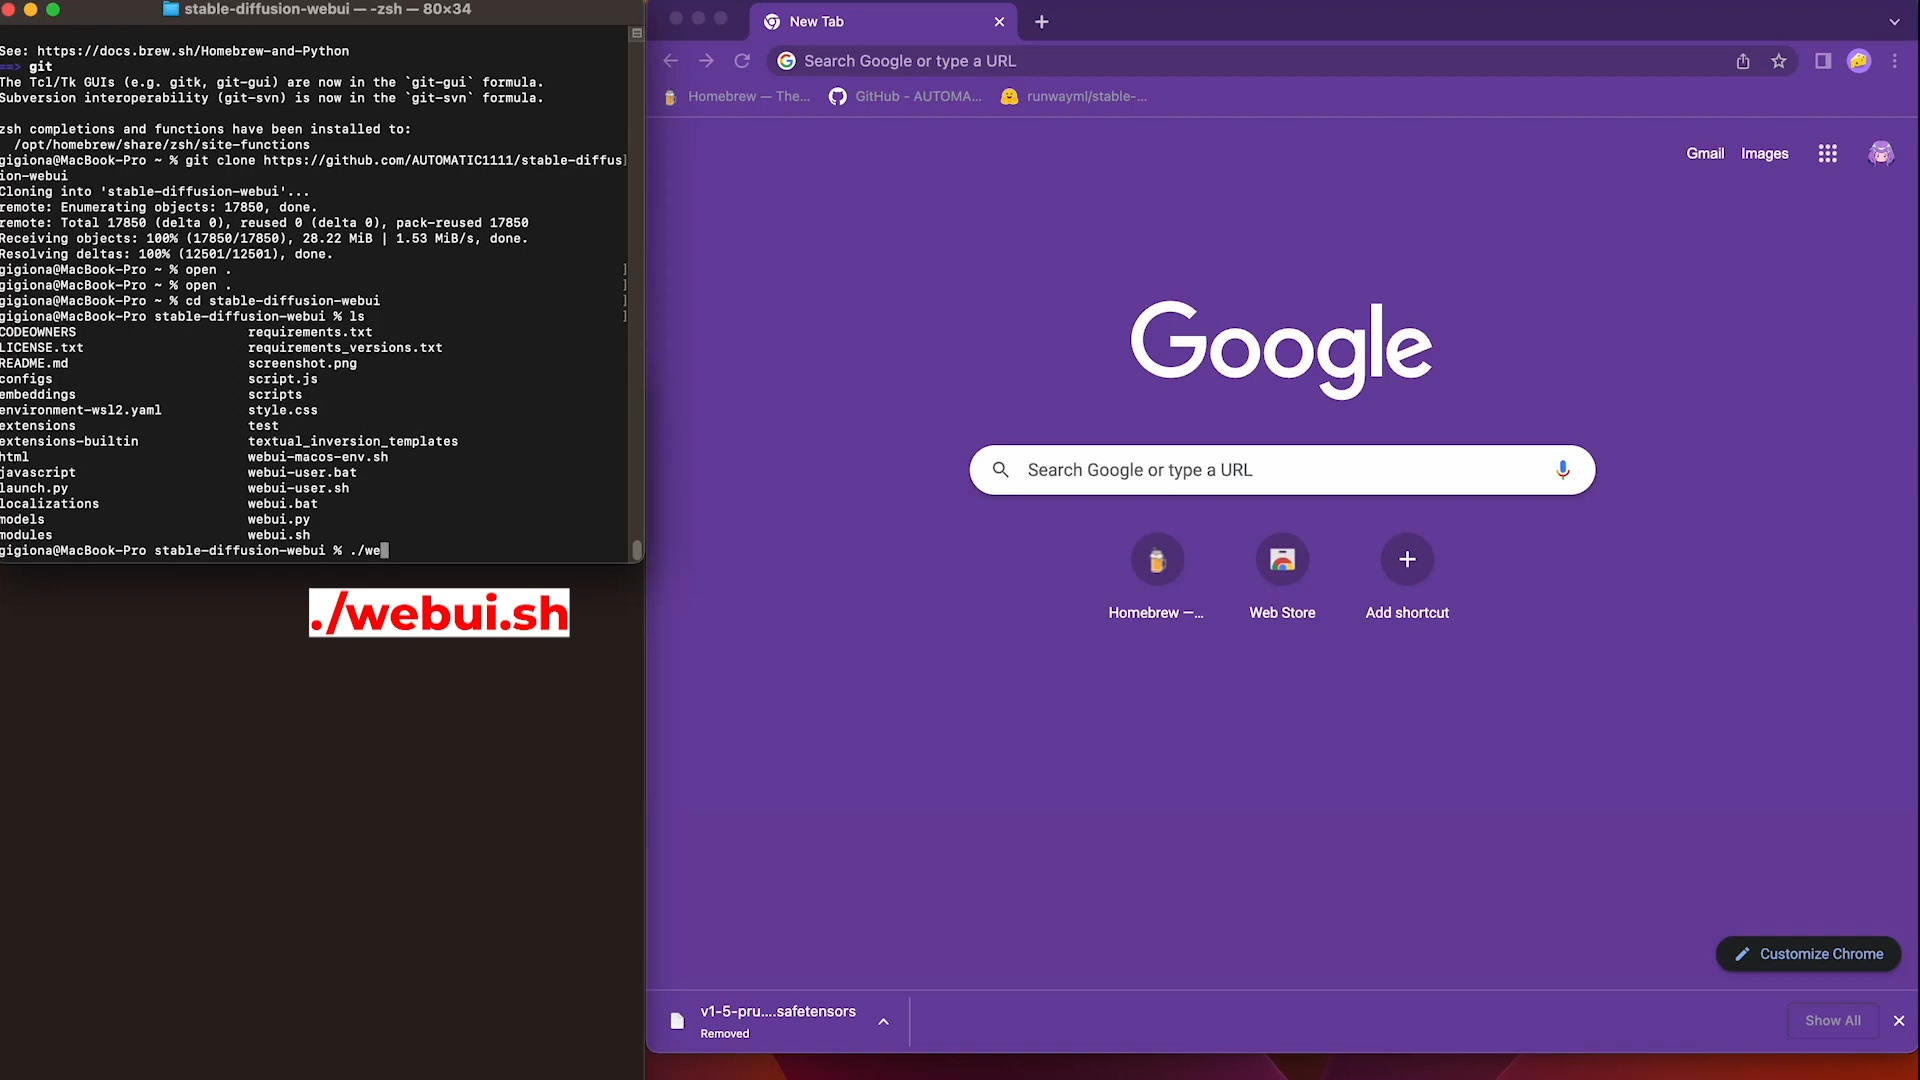 stable-diffusion-webui — -zsh — 80×34
See: https://docs.brew.sh/Homebrew-and-Python
==> git
The Tcl/Tk GUIs (e.g. gitk, git-gui) are now in the `git-gui` formula.
Subversion interoperability (git-svn) is now in the `git-svn` formula.
zsh completions and functions have been installed to:
/opt/homebrew/share/zsh/site-functions
gigiona@MacBook-Pro ~ % git clone https://github.com/AUTOMATIC1111/stable-diffus]
ion-webui
Cloning into 'stable-diffusion-webui'...
remote: Enumerating objects: 17850, done.
remote: Total 17850 (delta 0), reused 0 (delta 0), pack-reused 17850
Receiving objects: 100% (17850/17850), 28.22 MiB | 1.53 MiB/s, done.
Resolving deltas: 100% (12501/12501), done.
gigiona@MacBook-Pro ~ % open . ]
gigiona@MacBook-Pro ~ % open . ]
gigiona@MacBook-Pro ~ % cd stable-diffusion-webui ]
gigiona@MacBook-Pro stable-diffusion-webui % ls ]
CODEOWNERS requirements.txt
LICENSE.txt requirements_versions.txt
README.md screenshot.png
configs script.js
embeddings scripts
environment-wsl2.yaml style.css
extensions test
extensions-builtin textual_inversion_templates
html webui-macos-env.sh
javascript webui-user.bat
launch.py webui-user.sh
localizations webui.bat
models webui.py
modules webui.sh
gigiona@MacBook-Pro stable-diffusion-webui % ./we
./webui.sh
New Tab
Search Google or type a URL
Homebrew — The... GitHub - AUTOMA... runwayml/stable-...
Gmail Images
Google
Search Google or type a URL
Homebrew —... Web Store Add shortcut
Customize Chrome
v1-5-pru....safetensors
Removed
Show All